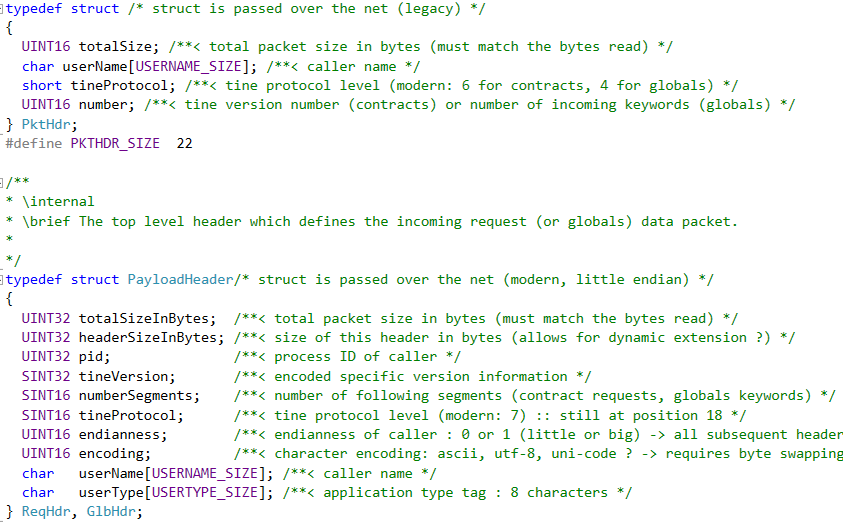 typedef struct /* struct is passed over the net (legacy) */
{
  UINT16 totalSize; /**< total packet size in bytes (must match the bytes read) */
  char userName[USERNAME_SIZE]; /**< caller name */
  short tineProtocol; /**< tine protocol level (modern: 6 for contracts, 4 for globals) */
  UINT16 number; /**< tine version number (contracts) or number of incoming keywords (globals) */
} PktHdr;
#define PKTHDR_SIZE  22

/**
* \internal
* \brief The top level header which defines the incoming request (or globals) data packet.
*
*/
typedef struct PayloadHeader/* struct is passed over the net (modern, little endian) */
{
  UINT32 totalSizeInBytes;  /**< total packet size in bytes (must match the bytes read) */
  UINT32 headerSizeInBytes; /**< size of this header in bytes (allows for dynamic extension ?) */
  UINT32 pid;               /**< process ID of caller */
  SINT32 tineVersion;       /**< encoded specific version information */
  SINT16 numberSegments;    /**< number of following segments (contract requests, globals keywords) */
  SINT16 tineProtocol;      /**< tine protocol level (modern: 7) :: still at position 18 */
  UINT16 endianness;        /**< endianness of caller : 0 or 1 (little or big) -> all subsequent header
  UINT16 encoding;          /**< character encoding: ascii, utf-8, uni-code ? -> requires byte swapping
  char   userName[USERNAME_SIZE]; /**< caller name */
  char   userType[USERTYPE_SIZE]; /**< application type tag : 8 characters */
} ReqHdr, GlbHdr;